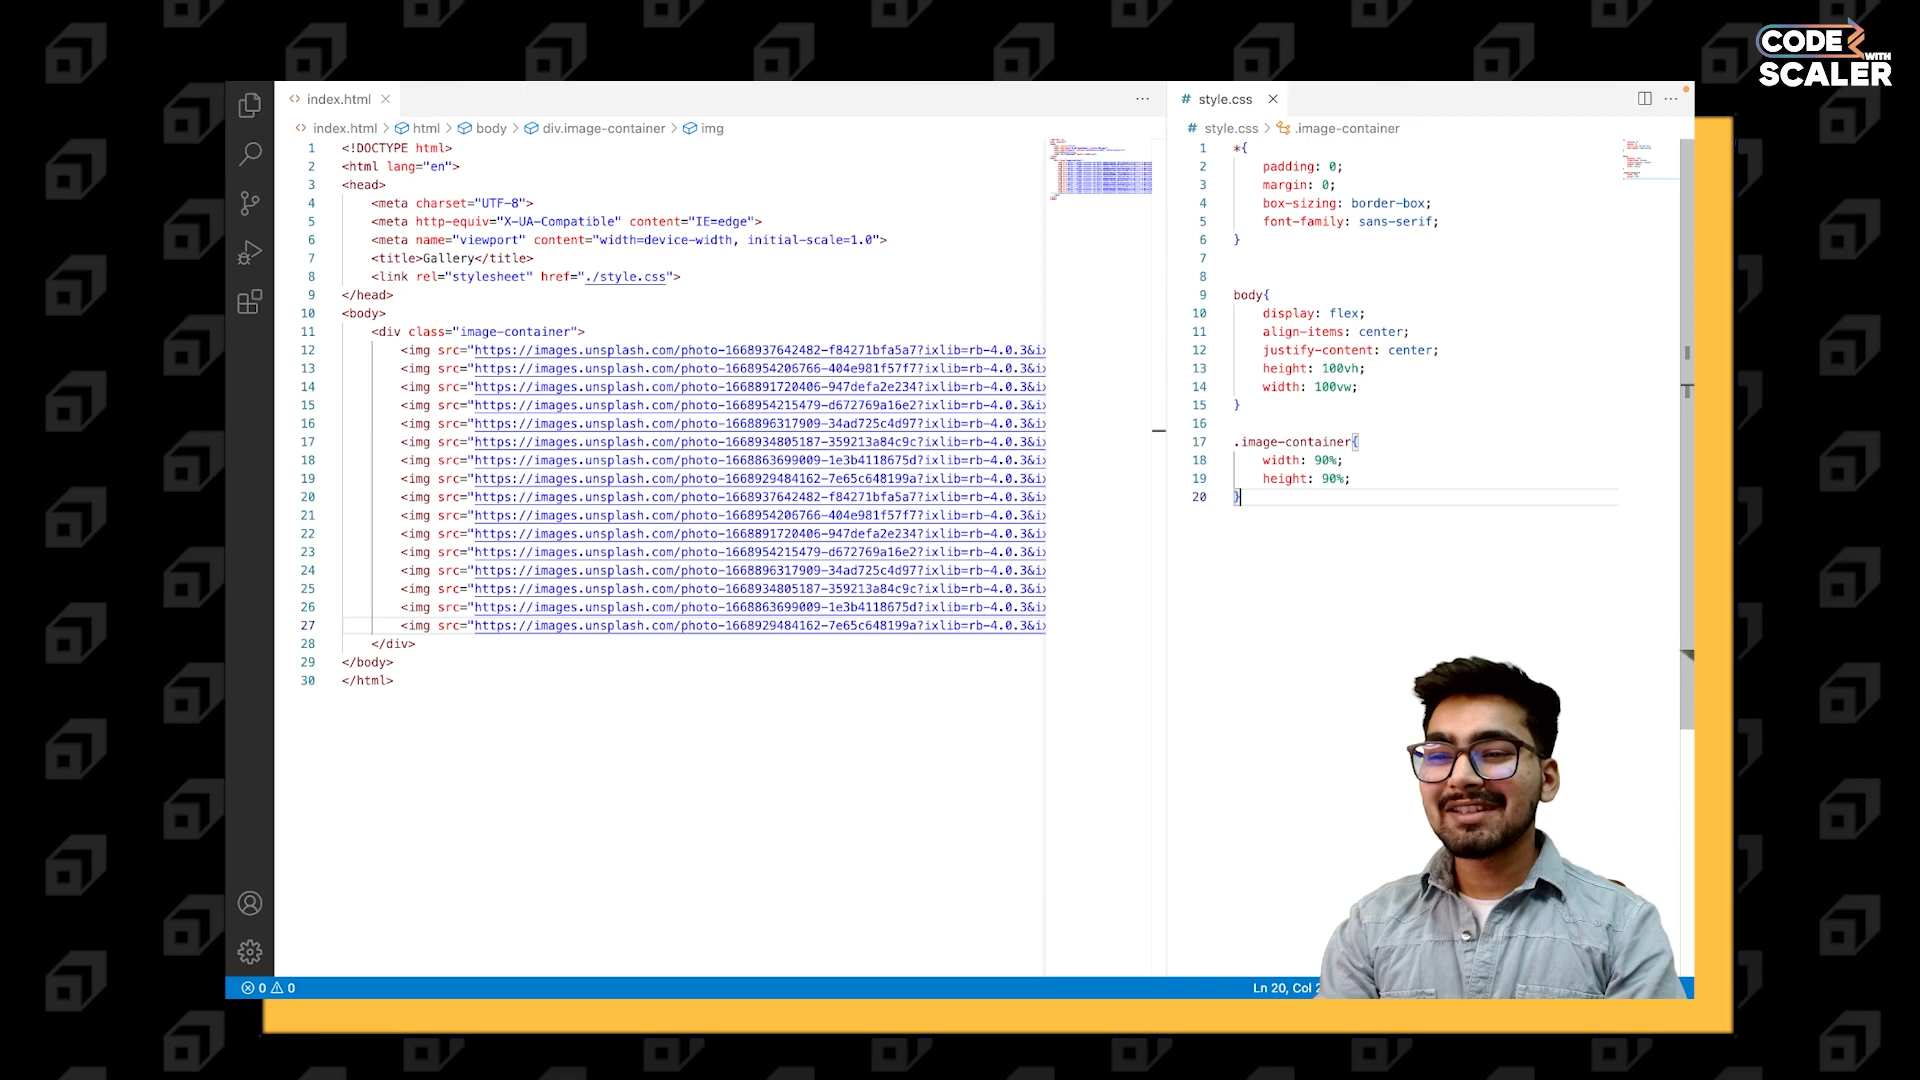 CODE WITH
SCALER
index.html
style.css
index.html > html > body > div.image-container > img
style.css > .image-container
1 <!DOCTYPE html>
2 <html lang="en">
3 <head>
4 <meta charset="UTF-8">
5 <meta http-equiv="X-UA-Compatible" content="IE=edge">
6 <meta name="viewport" content="width=device-width, initial-scale=1.0">
7 <title>Gallery</title>
8 <link rel="stylesheet" href="./style.css">
9 </head>
10 <body>
11 <div class="image-container">
12 <img src="https://images.unsplash.com/photo-1668937642482-f84271bfa5a7?ixlib=rb-4.0.3&ix
13 <img src="https://images.unsplash.com/photo-1668954206766-404e981f57f7?ixlib=rb-4.0.3&ix
14 <img src="https://images.unsplash.com/photo-1668891720406-947defa2e234?ixlib=rb-4.0.3&ix
15 <img src="https://images.unsplash.com/photo-1668954215479-d672769a16e2?ixlib=rb-4.0.3&ix
16 <img src="https://images.unsplash.com/photo-1668896317909-34ad725c4d97?ixlib=rb-4.0.3&ix
17 <img src="https://images.unsplash.com/photo-1668934805187-359213a84c9c?ixlib=rb-4.0.3&ix
18 <img src="https://images.unsplash.com/photo-1668863699009-1e3b4118675d?ixlib=rb-4.0.3&ix
19 <img src="https://images.unsplash.com/photo-1668929484162-7e65c648199a?ixlib=rb-4.0.3&ix
20 <img src="https://images.unsplash.com/photo-1668937642482-f84271bfa5a7?ixlib=rb-4.0.3&ix
21 <img src="https://images.unsplash.com/photo-1668954206766-404e981f57f7?ixlib=rb-4.0.3&ix
22 <img src="https://images.unsplash.com/photo-1668891720406-947defa2e234?ixlib=rb-4.0.3&ix
23 <img src="https://images.unsplash.com/photo-1668954215479-d672769a16e2?ixlib=rb-4.0.3&ix
24 <img src="https://images.unsplash.com/photo-1668896317909-34ad725c4d97?ixlib=rb-4.0.3&ix
25 <img src="https://images.unsplash.com/photo-1668934805187-359213a84c9c?ixlib=rb-4.0.3&ix
26 <img src="https://images.unsplash.com/photo-1668863699009-1e3b4118675d?ixlib=rb-4.0.3&ix
27 <img src="https://images.unsplash.com/photo-1668929484162-7e65c648199a?ixlib=rb-4.0.3&ix
28 </div>
29 </body>
30 </html>
1 *{
2 padding: 0;
3 margin: 0;
4 box-sizing: border-box;
5 font-family: sans-serif;
6 }
7
8
9 body{
10 display: flex;
11 align-items: center;
12 justify-content: center;
13 height: 100vh;
14 width: 100vw;
15 }
16
17 .image-container{
18 width: 90%;
19 height: 90%;
20 }
0 0
Ln 20, Col